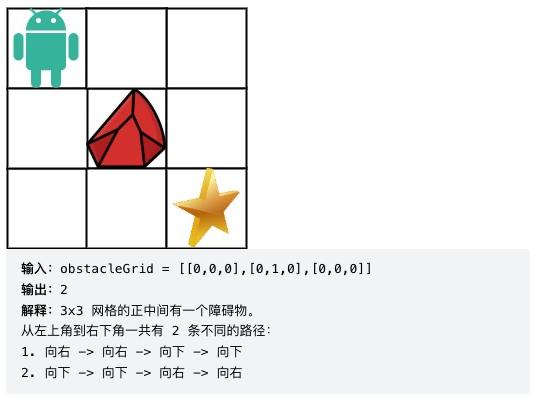 输入：obstacleGrid = [[0,0,0],[0,1,0],[0,0,0]]
输出：2
解释：3x3 网格的正中间有一个障碍物。
从左上角到右下角一共有 2 条不同的路径：
1. 向右 -> 向右 -> 向下 -> 向下
2. 向下 -> 向下 -> 向右 -> 向右